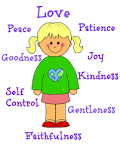 Love
Peace
Patience
Goodness
Joy
Kindness
Self
Control
Gentleness
Faithfulness